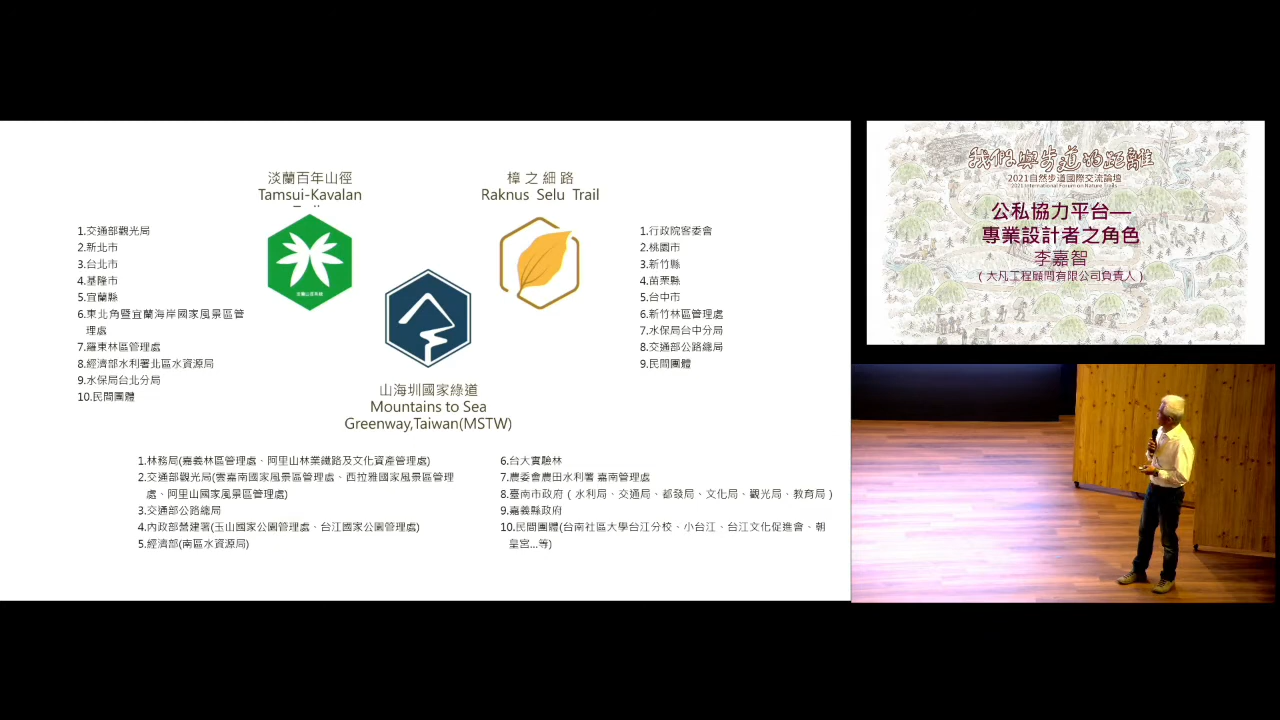 淡蘭百年山徑
Tamsui-Kavalan
樟之細路
Raknus Selu Trail
1.交通部觀光局
2.新北市
3.台北市
4.基隆市
5.宜蘭縣
6.東北角暨宜蘭海岸國家風景區管
理處
7.羅東林區管理處
8.經濟部水利署北區水資源局
9.水保局台北分局
10.民間團體
1.行政院客委會
2.桃園市
3.新竹縣
4.苗栗縣
5.台中市
6.新竹林區管理處
7.水保局台中分局
8.交通部公路總局
9.民間團體
山海圳國家綠道
Mountains to Sea
Greenway,Taiwan(MSTW)
1.林務局(嘉義林區管理處、阿里山林業鐵路及文化資產管理處)
2.交通部觀光局(雲嘉南國家風景區管理處、西拉雅國家風景區管理
處、阿里山國家風景區管理處)
3.交通部公路總局
4.內政部營建署(玉山國家公園管理處、台江國家公園管理處)
5.經濟部(南區水資源局)
6.台大實驗林
7.農委會農田水利署 嘉南管理處
8.臺南市政府（水利局、交通局、都發局、文化局、觀光局、教育局）
9.嘉義縣政府
10.民間團體(台南社區大學台江分校、小台江、台江文化促進會、朝
皇宮...等)
我們與步道的距離
2021自然步道國際交流論壇
2021 International Forum on Nature Trails
公私協力平台—
專業設計者之角色
李嘉智
（大凡工程顧問有限公司負責人）